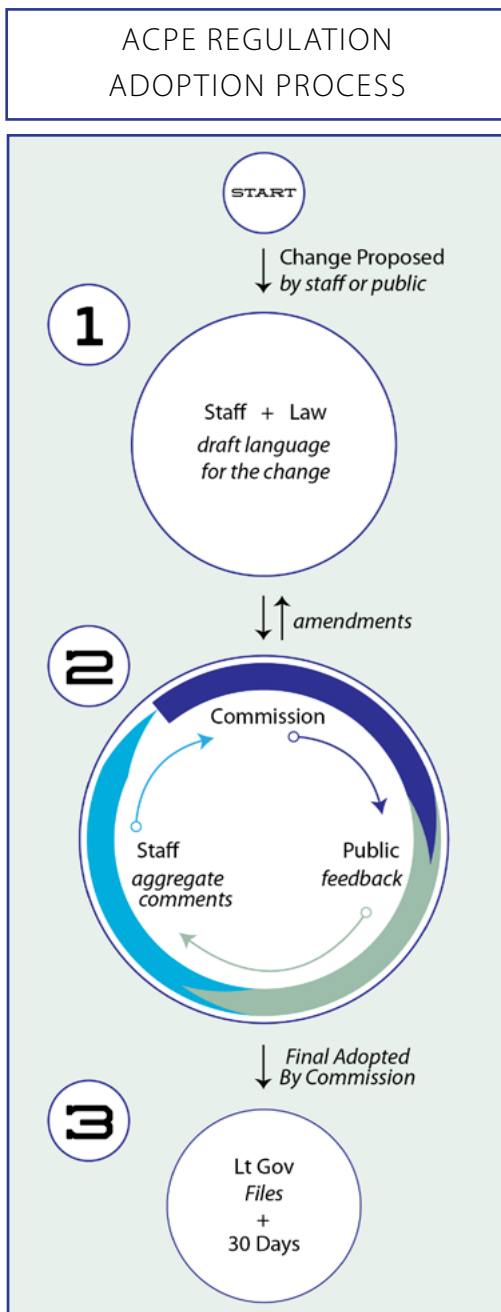 ACPE REGULATION
ADOPTION PROCESS
START
Change Proposed
by staff or public
1
Staff + Law
draft language
for the change
amendments
2
Commission
Public
feedback
Staff
aggregate
comments
Final Adopted
By Commission
3
Lt Gov
Files
+
30 Days